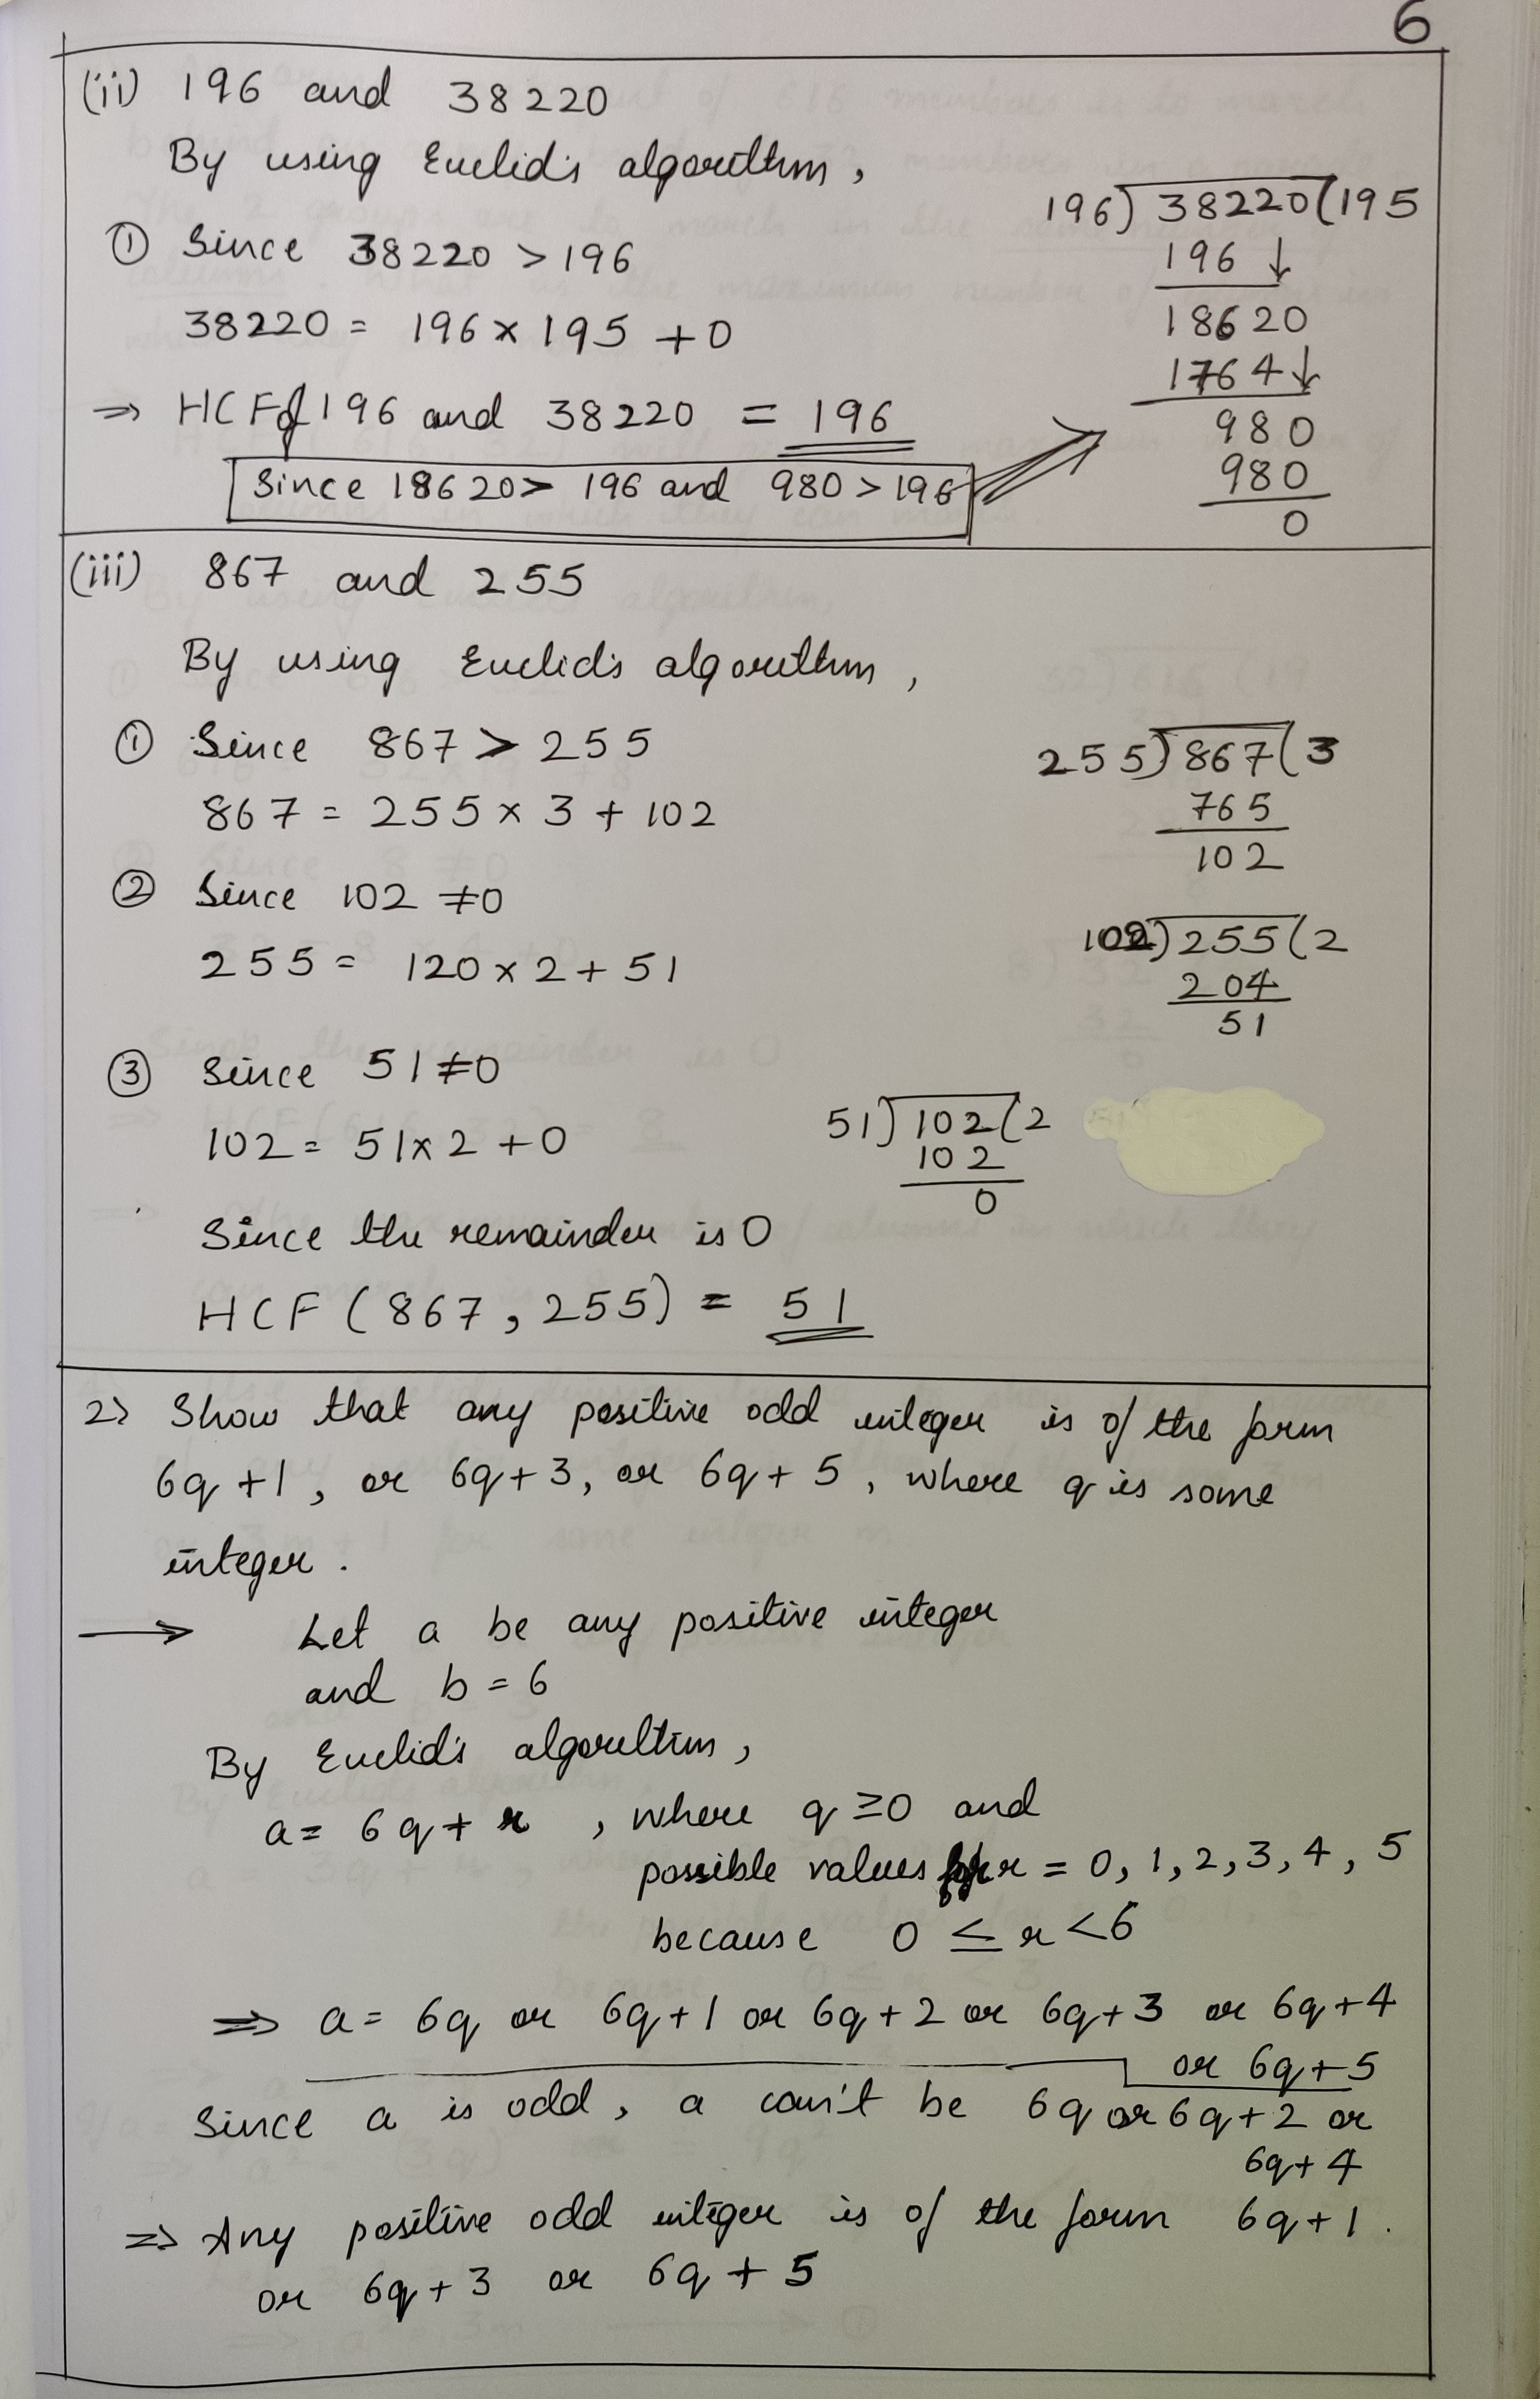 6
(ii) 196 and 38220
By using Euclid's algorithm,
① Since 38220 > 196
38220 = 196 × 195 + 0
⇒ HCF of 196 and 38220 = 196
Since 18620 > 196 and 980 > 196
196) 38220 (195
196 ↓
18620
1764 ↓
980
980
0
(iii) 867 and 255
By using Euclid's algorithm,
① Since 867 > 255
867 = 255 × 3 + 102
255) 867 (3
765
102
② Since 102 ≠ 0
255 = 120 × 2 + 51
102) 255 (2
204
51
③ Since 51 ≠ 0
102 = 51 × 2 + 0
51) 102 (2
102
0
Since the remainder is 0
HCF (867, 255) = 51
2> Show that any positive odd integer is of the form
6q + 1, or 6q + 3, or 6q + 5, where q is some
integer.
→ Let a be any positive integer
and b = 6
By Euclid's algorithm,
a = 6q + r, where q ≥ 0 and
possible values for r = 0, 1, 2, 3, 4, 5
because 0 ≤ r < 6
⇒ a = 6q or 6q + 1 or 6q + 2 or 6q + 3 or 6q + 4
or 6q + 5
Since a is odd, a can't be 6q or 6q + 2 or
6q + 4
⇒ Any positive odd integer is of the form 6q + 1.
or 6q + 3 or 6q + 5